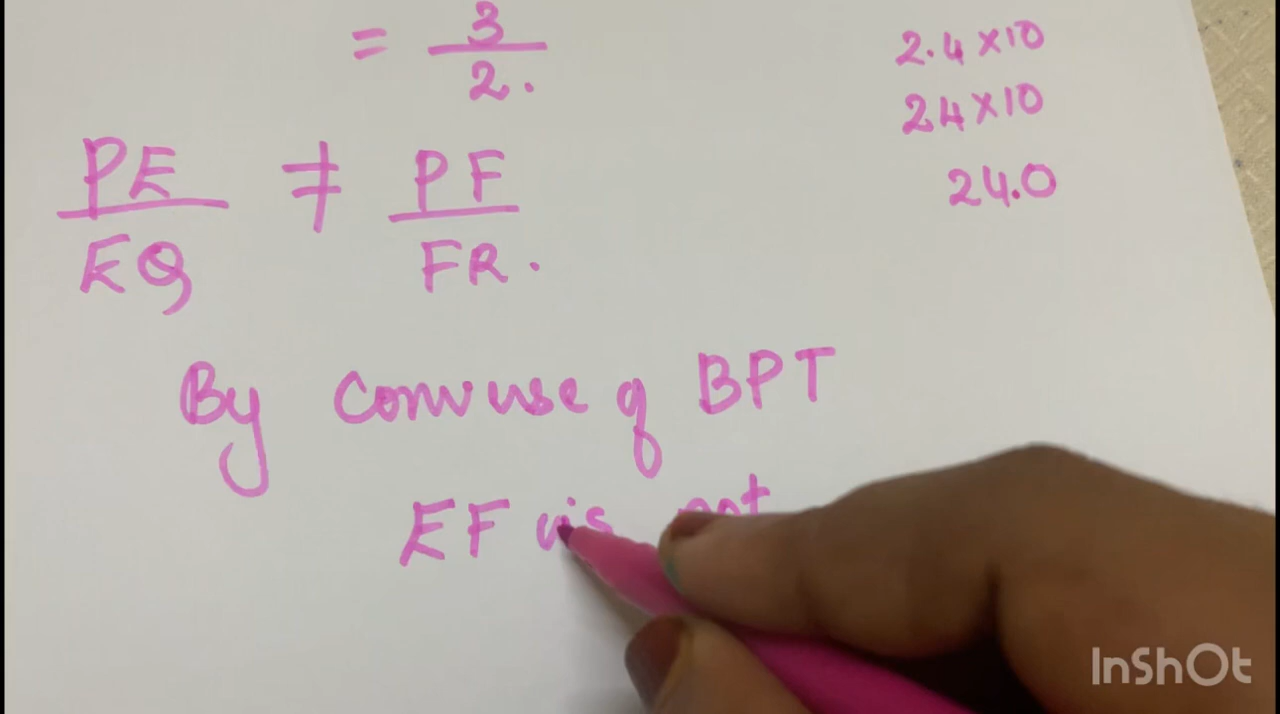 = 3/2.
PE/EQ ≠ PF/FR.
By converse of BPT
EF is not
2.4×10
24×10
24.0
InShOt